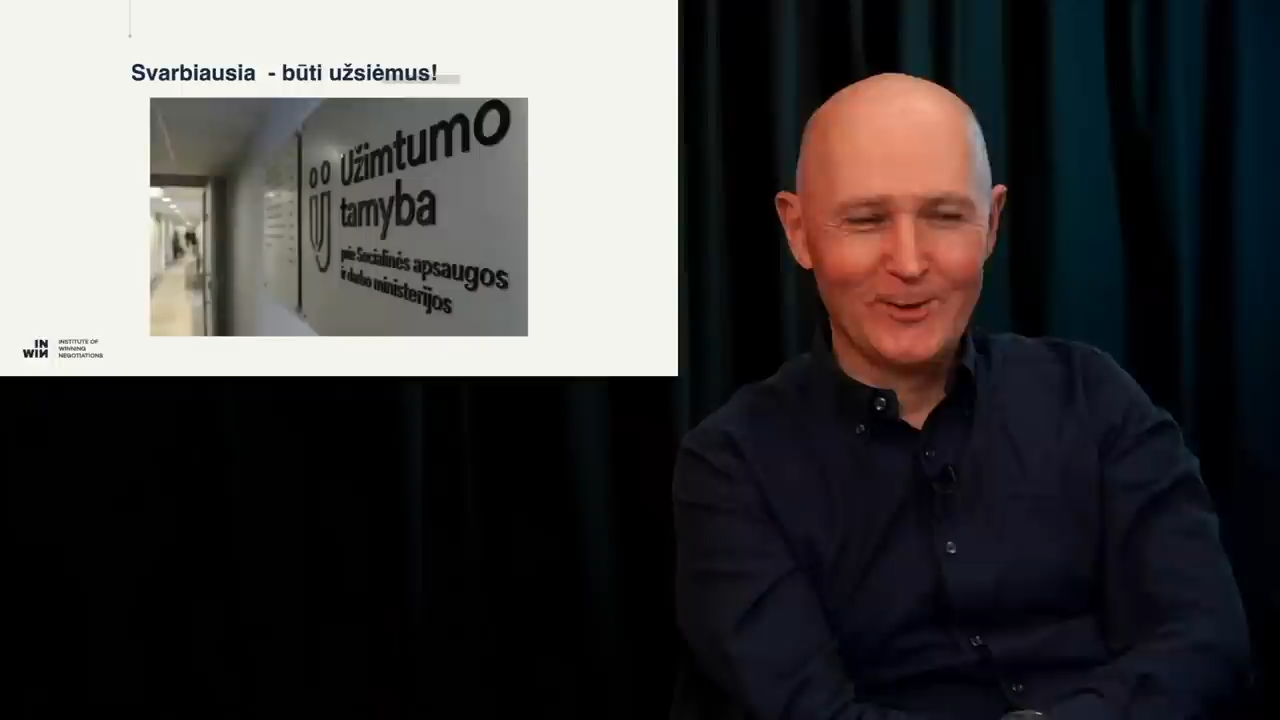 Svarbiausia - būti užsiėmus!
Užimtumo
tarnyba
prie Socialinės apsaugos
ir darbo ministerijos
IN
WIN
INSTITUTE OF
WINNING
NEGOTIATIONS